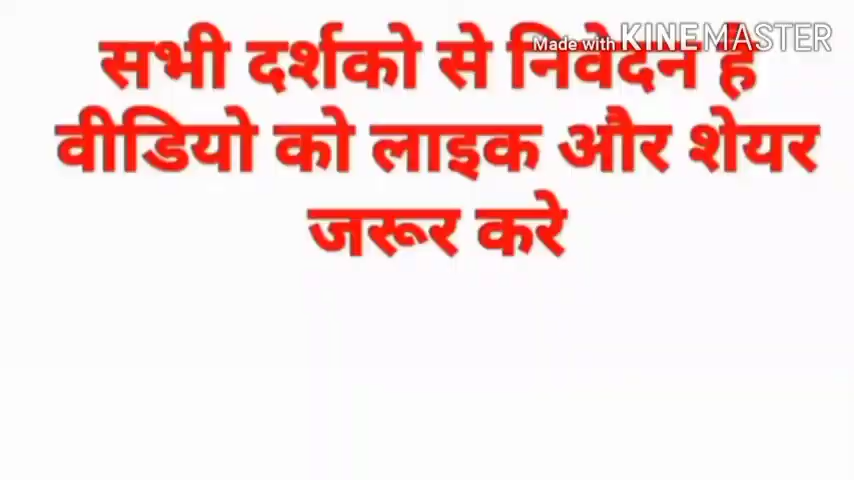 Made with KINEMASTER
सभी दर्शको से निवेदन है
वीडियो को लाइक और शेयर
जरूर करे